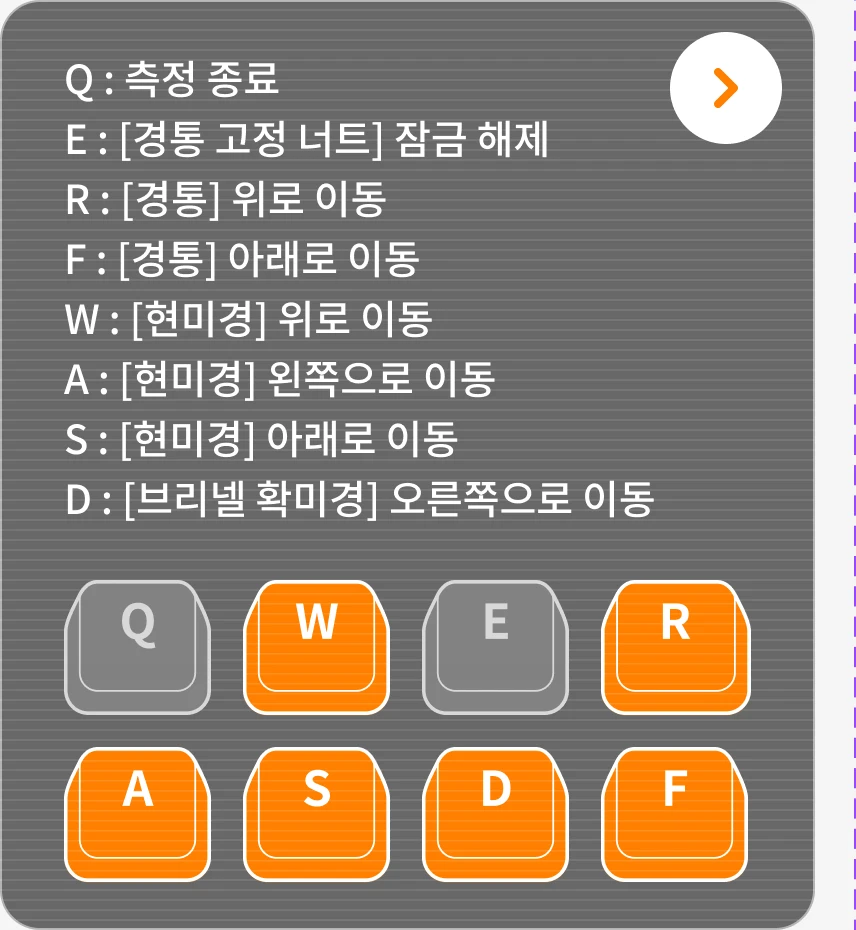 Q : 측정 종료
E : [경통 고정 너트] 잠금 해제
R : [경통] 위로 이동
F : [경통] 아래로 이동
W : [현미경] 위로 이동
A : [현미경] 왼쪽으로 이동
S : [현미경] 아래로 이동
D : [브리넬 확미경] 오른쪽으로 이동
Q W E R
A S D F